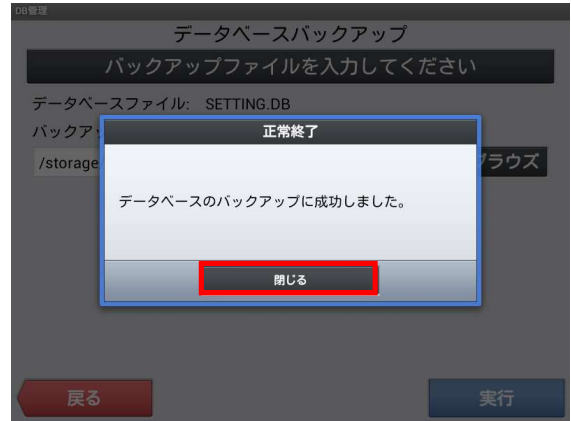 DB管理
データベースバックアップ
バックアップファイルを入力してください
データベースファイル: SETTING.DB
バックア
正常終了
/storage
ブラウズ
データベースのバックアップに成功しました。
閉じる
戻る
実行